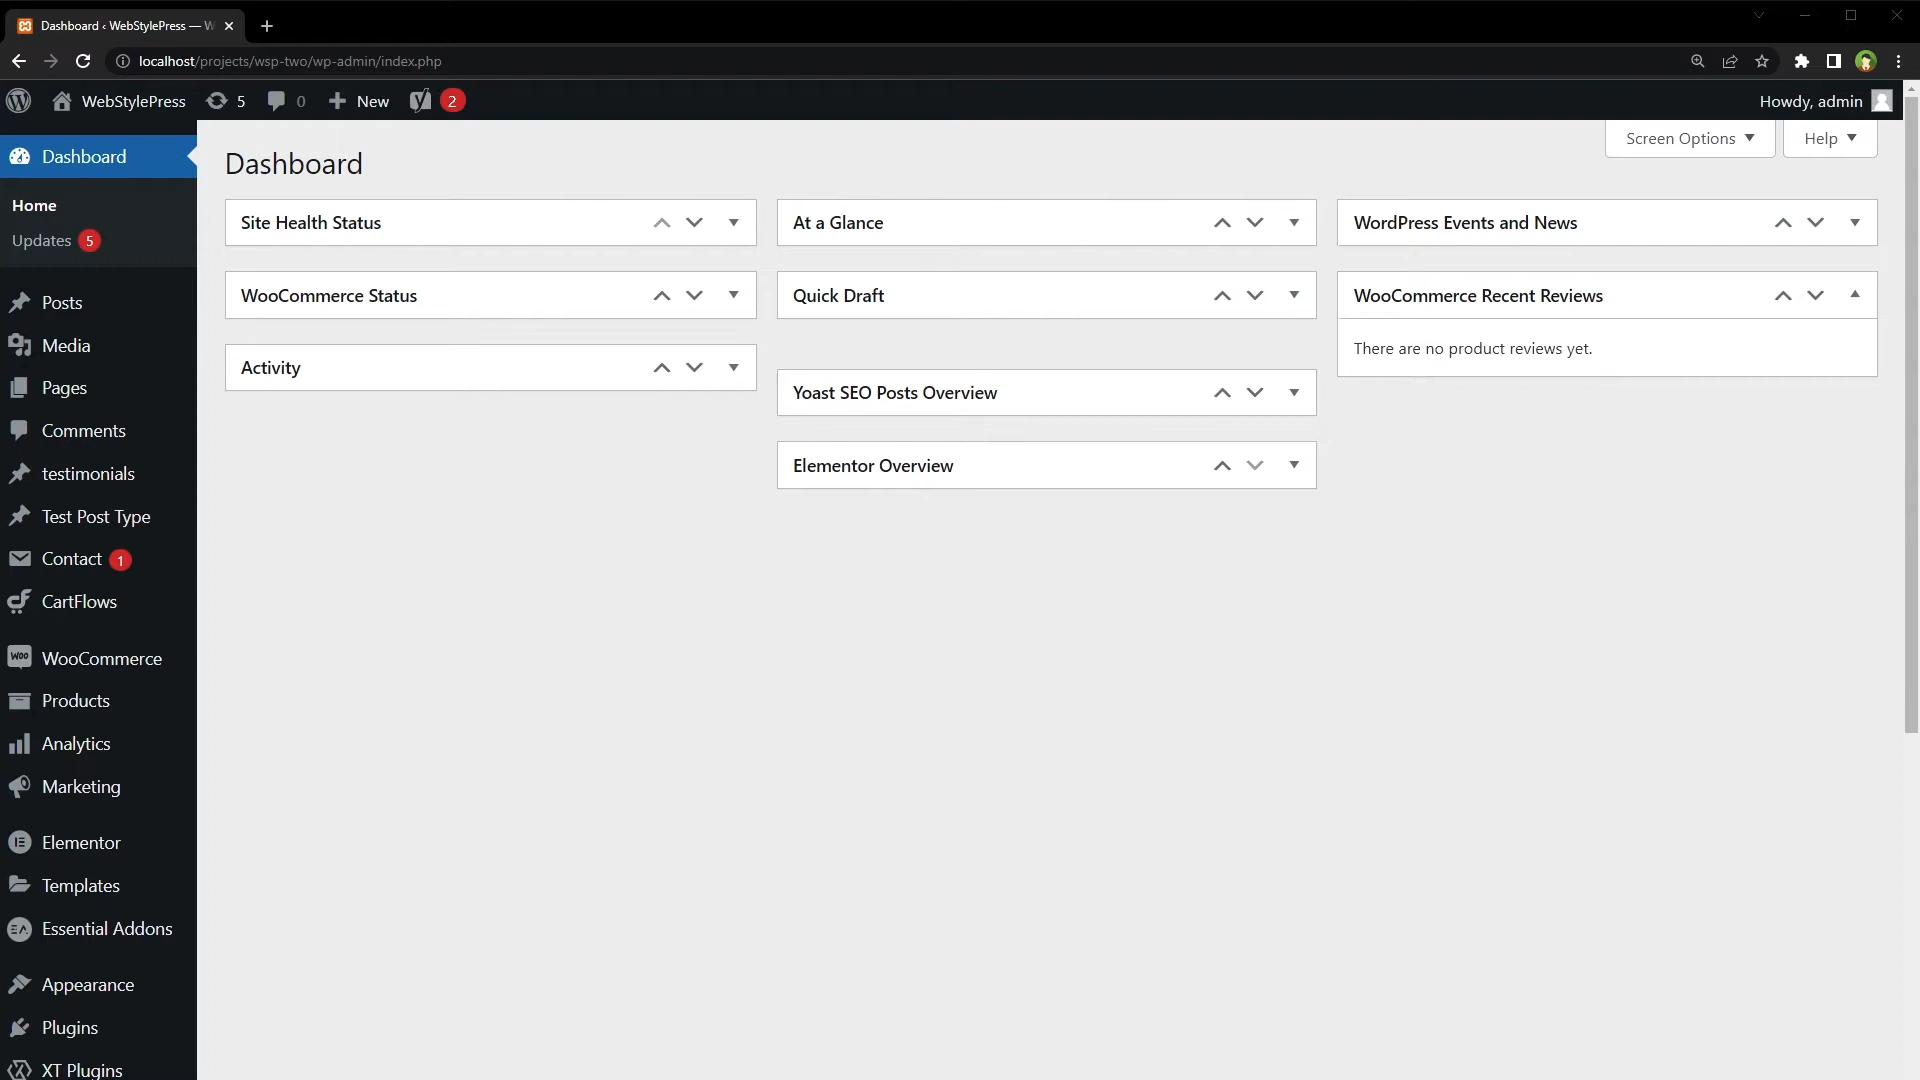 Dashboard ‹ WebStylePress — W
localhost/projects/wsp-two/wp-admin/index.php
WebStylePress 5 0 New 2
Howdy, admin
Dashboard
Home
Updates 5
Posts
Media
Pages
Comments
testimonials
Test Post Type
Contact 1
CartFlows
WooCommerce
Products
Analytics
Marketing
Elementor
Templates
Essential Addons
Appearance
Plugins
XT Plugins
Screen Options
Help
Dashboard
Site Health Status
WooCommerce Status
Activity
At a Glance
Quick Draft
Yoast SEO Posts Overview
Elementor Overview
WordPress Events and News
WooCommerce Recent Reviews
There are no product reviews yet.